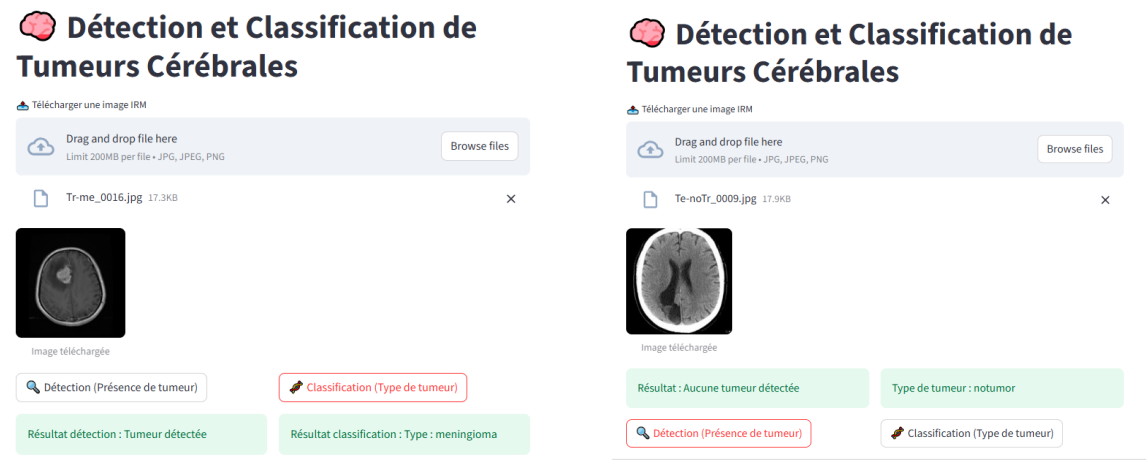 Détection et Classification de
Tumeurs Cérébrales
Télécharger une image IRM
Drag and drop file here
Limit 200MB per file • JPG, JPEG, PNG
Browse files
Tr-me_0016.jpg 17.3KB
Image téléchargée
Détection (Présence de tumeur)
Classification (Type de tumeur)
Résultat détection : Tumeur détectée
Résultat classification : Type : meningioma
Détection et Classification de
Tumeurs Cérébrales
Télécharger une image IRM
Drag and drop file here
Limit 200MB per file • JPG, JPEG, PNG
Browse files
Te-noTr_0009.jpg 17.9KB
Image téléchargée
Résultat : Aucune tumeur détectée
Type de tumeur : notumor
Détection (Présence de tumeur)
Classification (Type de tumeur)